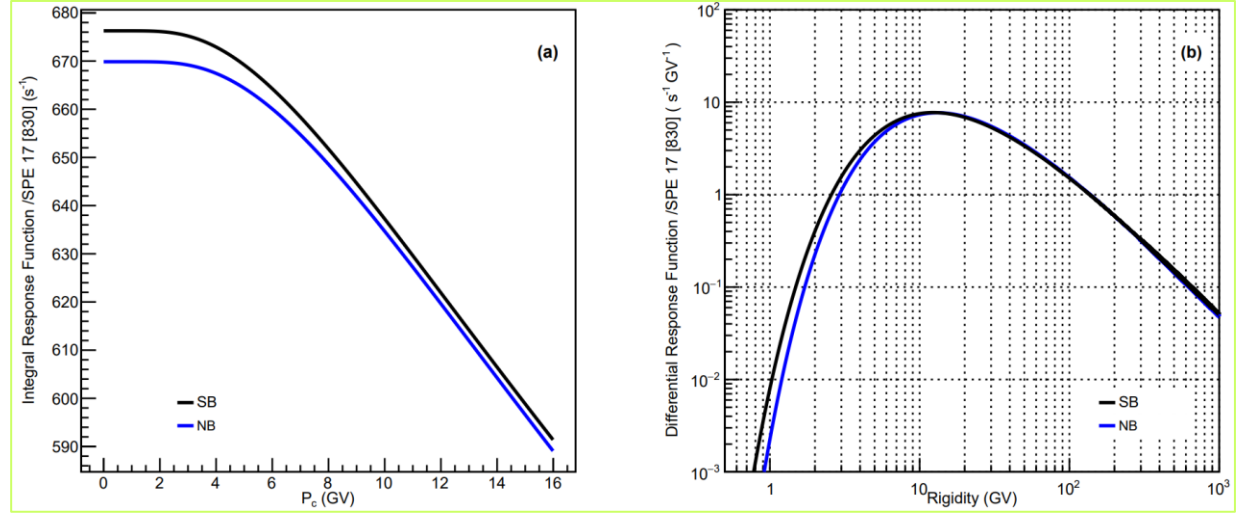 Integral Response Function /SPE 17 [830] (s⁻¹)
680
670
660
650
640
630
620
610
600
590
(a)
SB
NB
0 2 4 6 8 10 12 14 16
P_c (GV)
Differential Response Function /SPE 17 [830] ( s⁻¹ GV⁻¹)
10²
10
1
10⁻¹
10⁻²
10⁻³
(b)
SB
NB
1 10 10² 10³
Rigidity (GV)